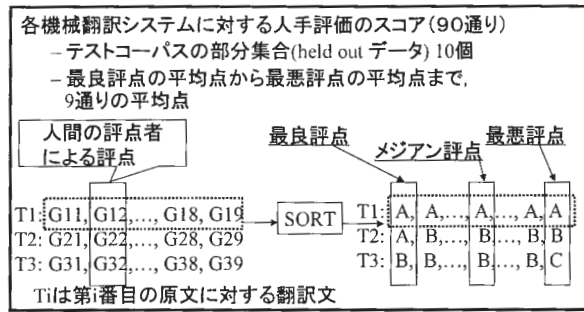 各機械翻訳システムに対する人手評価のスコア(90通り)
– テストコーパスの部分集合(held out データ) 10個
– 最良評点の平均点から最悪評点の平均点まで,
9通りの平均点
人間の評点者
による評点
最良評点
メジアン評点
最悪評点
T1: G11, G12,…, G18, G19
T2: G21, G22,…, G28, G29
T3: G31, G32,…, G38, G39
SORT
T1: A, A,…, A,…, A, A
T2: A, B,…, B,…, B, B
T3: B, B,…, B,…, B, C
Tiは第i番目の原文に対する翻訳文